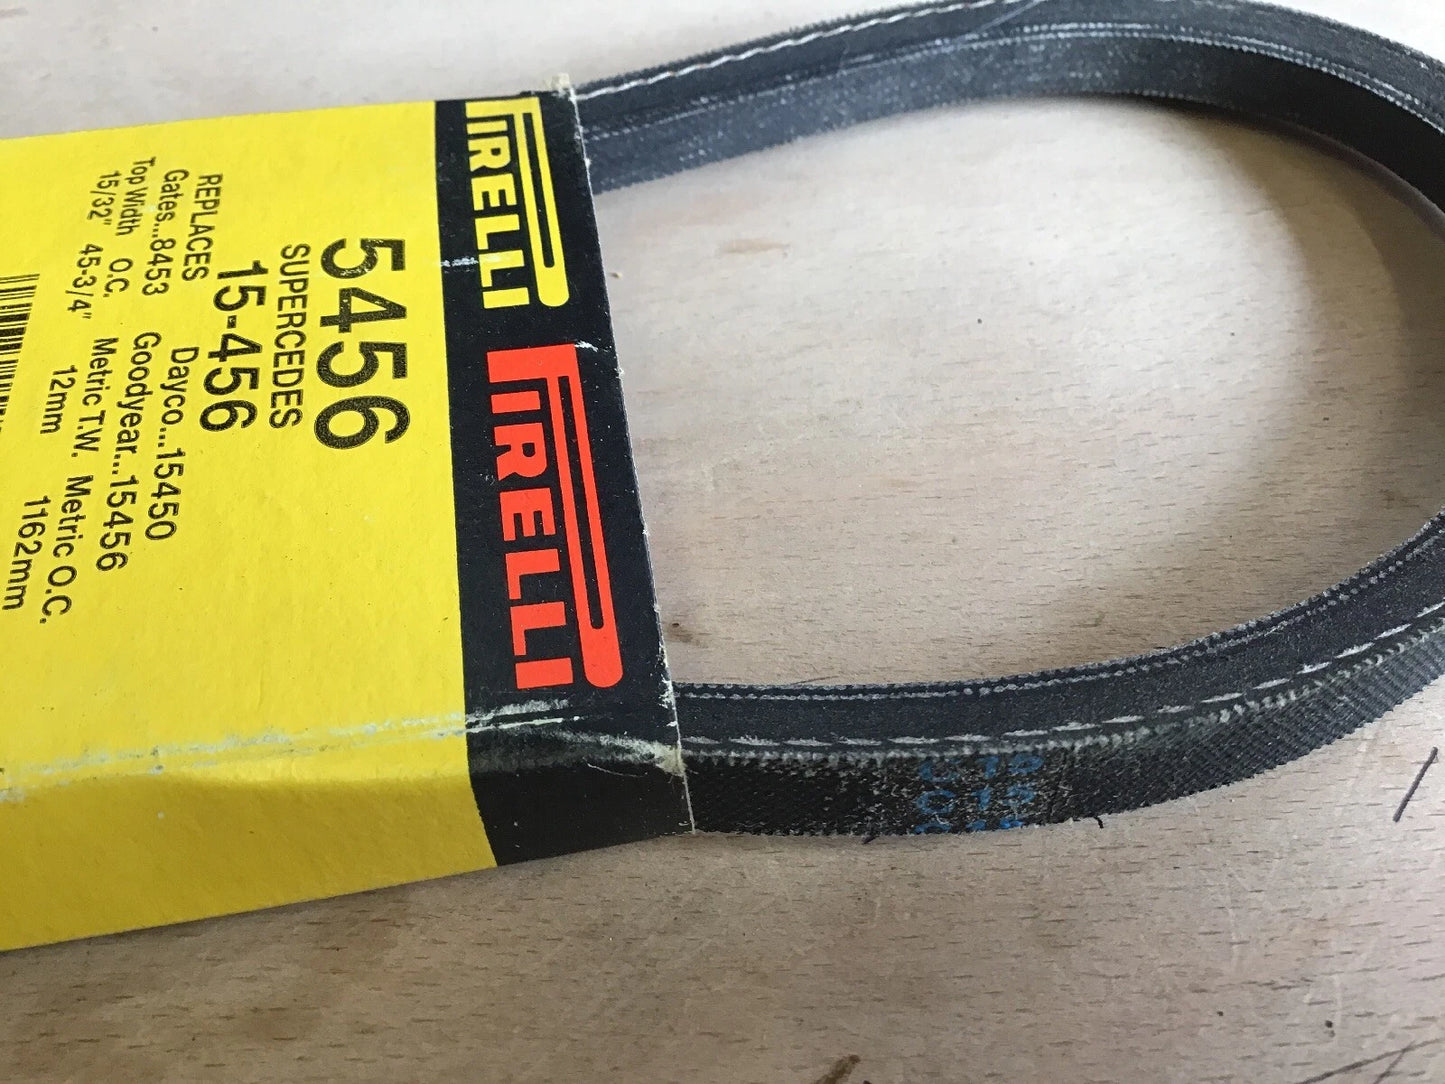 PIRELLI
PIRELLI
5456
SUPERCEDES
15-456
REPLACES
Gates...8453 Dayco...15450
Goodyear...15456
Top Width O.C. Metric T.W. Metric O.C.
15/32" 45-3/4" 12mm 1162mm
C15